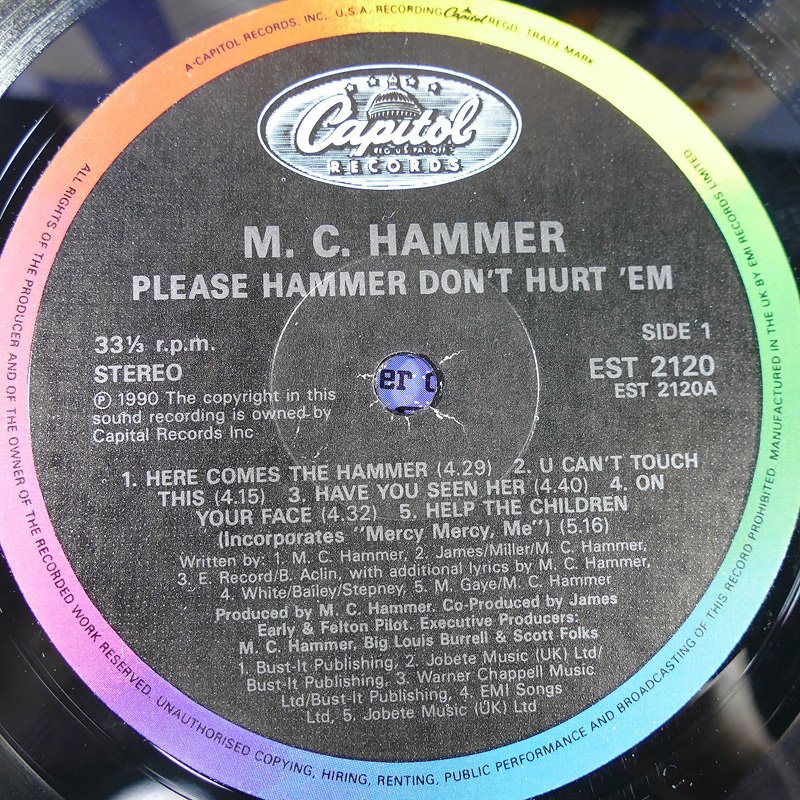 A CAPITOL RECORDS, INC., U.S.A. RECORDING Capitol REGD. TRADE MARK
Capitol
REG U.S. PAT. OFF.
RECORDS
M. C. HAMMER
PLEASE HAMMER DON'T HURT 'EM
33⅓ r.p.m.
STEREO
℗ 1990 The copyright in this
sound recording is owned by
Capital Records Inc
SIDE 1
EST 2120
EST 2120A
er
1. HERE COMES THE HAMMER (4.29) 2. U CAN'T TOUCH
THIS (4.15) 3. HAVE YOU SEEN HER (4.40) 4. ON
YOUR FACE (4.32) 5. HELP THE CHILDREN
(Incorporates "Mercy Mercy, Me") (5.16)
Written by: 1. M. C. Hammer, 2. James/Miller/M. C. Hammer,
3. E. Record/B. Aclin, with additional lyrics by M. C. Hammer,
4. White/Bailey/Stepney, 5. M. Gaye/M. C. Hammer
Produced by M. C. Hammer. Co-Produced by James
Early & Felton Pilot. Executive Producers:
M. C. Hammer, Big Louis Burrell & Scott Folks
1. Bust-It Publishing, 2. Jobete Music (UK) Ltd/
Bust-It Publishing, 3. Warner Chappell Music
Ltd/Bust-It Publishing, 4. EMI Songs
Ltd, 5. Jobete Music (UK) Ltd
ALL RIGHTS OF THE PRODUCER AND OF THE OWNER OF THE RECORDED WORK RESERVED. UNAUTHORISED COPYING, HIRING, RENTING, PUBLIC PERFORMANCE AND BROADCASTING OF THIS RECORD PROHIBITED. MANUFACTURED IN THE UK BY EMI RECORDS LIMITED